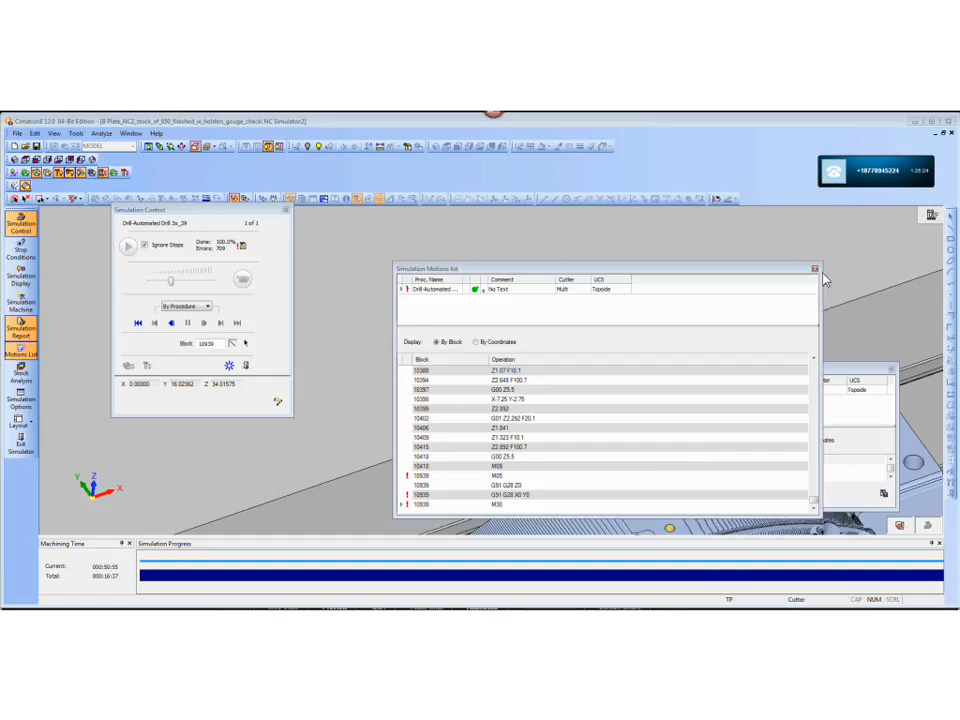 CimatronE 12.0 64-Bit Edition - [B Plate_NC2_stock_of_650_finished_w_holders_gouge_check: NC Simulator2]
File Edit View Tools Analyze Window Help
MODEL
+18778945224 1:25:24
Simulation Control
Stop Conditions
Simulation Display
Simulation Machine
Simulation Report
Motions List
Stock Analysis
Simulation Options
Layout
Exit Simulator
Simulation Control
Drill-Automated Drill 3x_29 1 of 1
Ignore Stops
Done: 100.0%
Errors: 709
By Procedure
Block 10939
X 0.00000 Y 16.02362 Z 34.01575
Simulation Motions list
Proc. Name Comment Cutter UCS
Drill-Automated ... No Text Multi Topside
Display: By Block By Coordinates
Block Operation
10388 Z1.07 F10.1
10394 Z2.648 F100.7
10397 G00 Z5.5
10398 X-7.25 Y-2.75
10399 Z2.892
10402 G01 Z2.292 F20.1
10406 Z1.841
10409 Z1.323 F10.1
10415 Z2.892 F100.7
10418 G00 Z5.5
10418 M09
10939 M05
10939 G91 G28 Z0
10939 G91 G28 X0 Y0
10939 M30
ter UCS
Topside
nates
Z
Y
X
Machining Time
Current: 000:50:55
Total: 000:16:37
Simulation Progress
TP Cutter CAP NUM SCRL